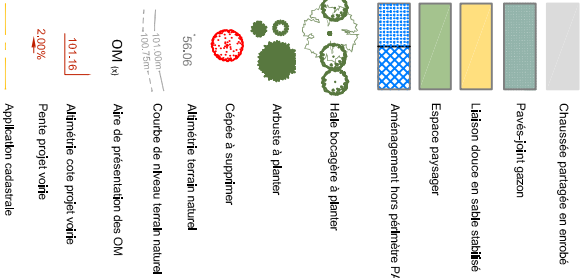 Chaussée partagée en enrobé
Pavés-joint gazon
Liaison douce en sable stabilisé
Espace paysager
Aménagement hors périmètre PA
Haie bocagère à planter
Arbuste à planter
Cépée à supprimer
56.06 Altimétrie terrain naturel
101.00m
100.75m
Courbe de niveau terrain naturel
OM (x) Aire de présentation des OM
101.16 Altimétrie cote projet voirie
2.00% Pente projet voirie
Application cadastrale